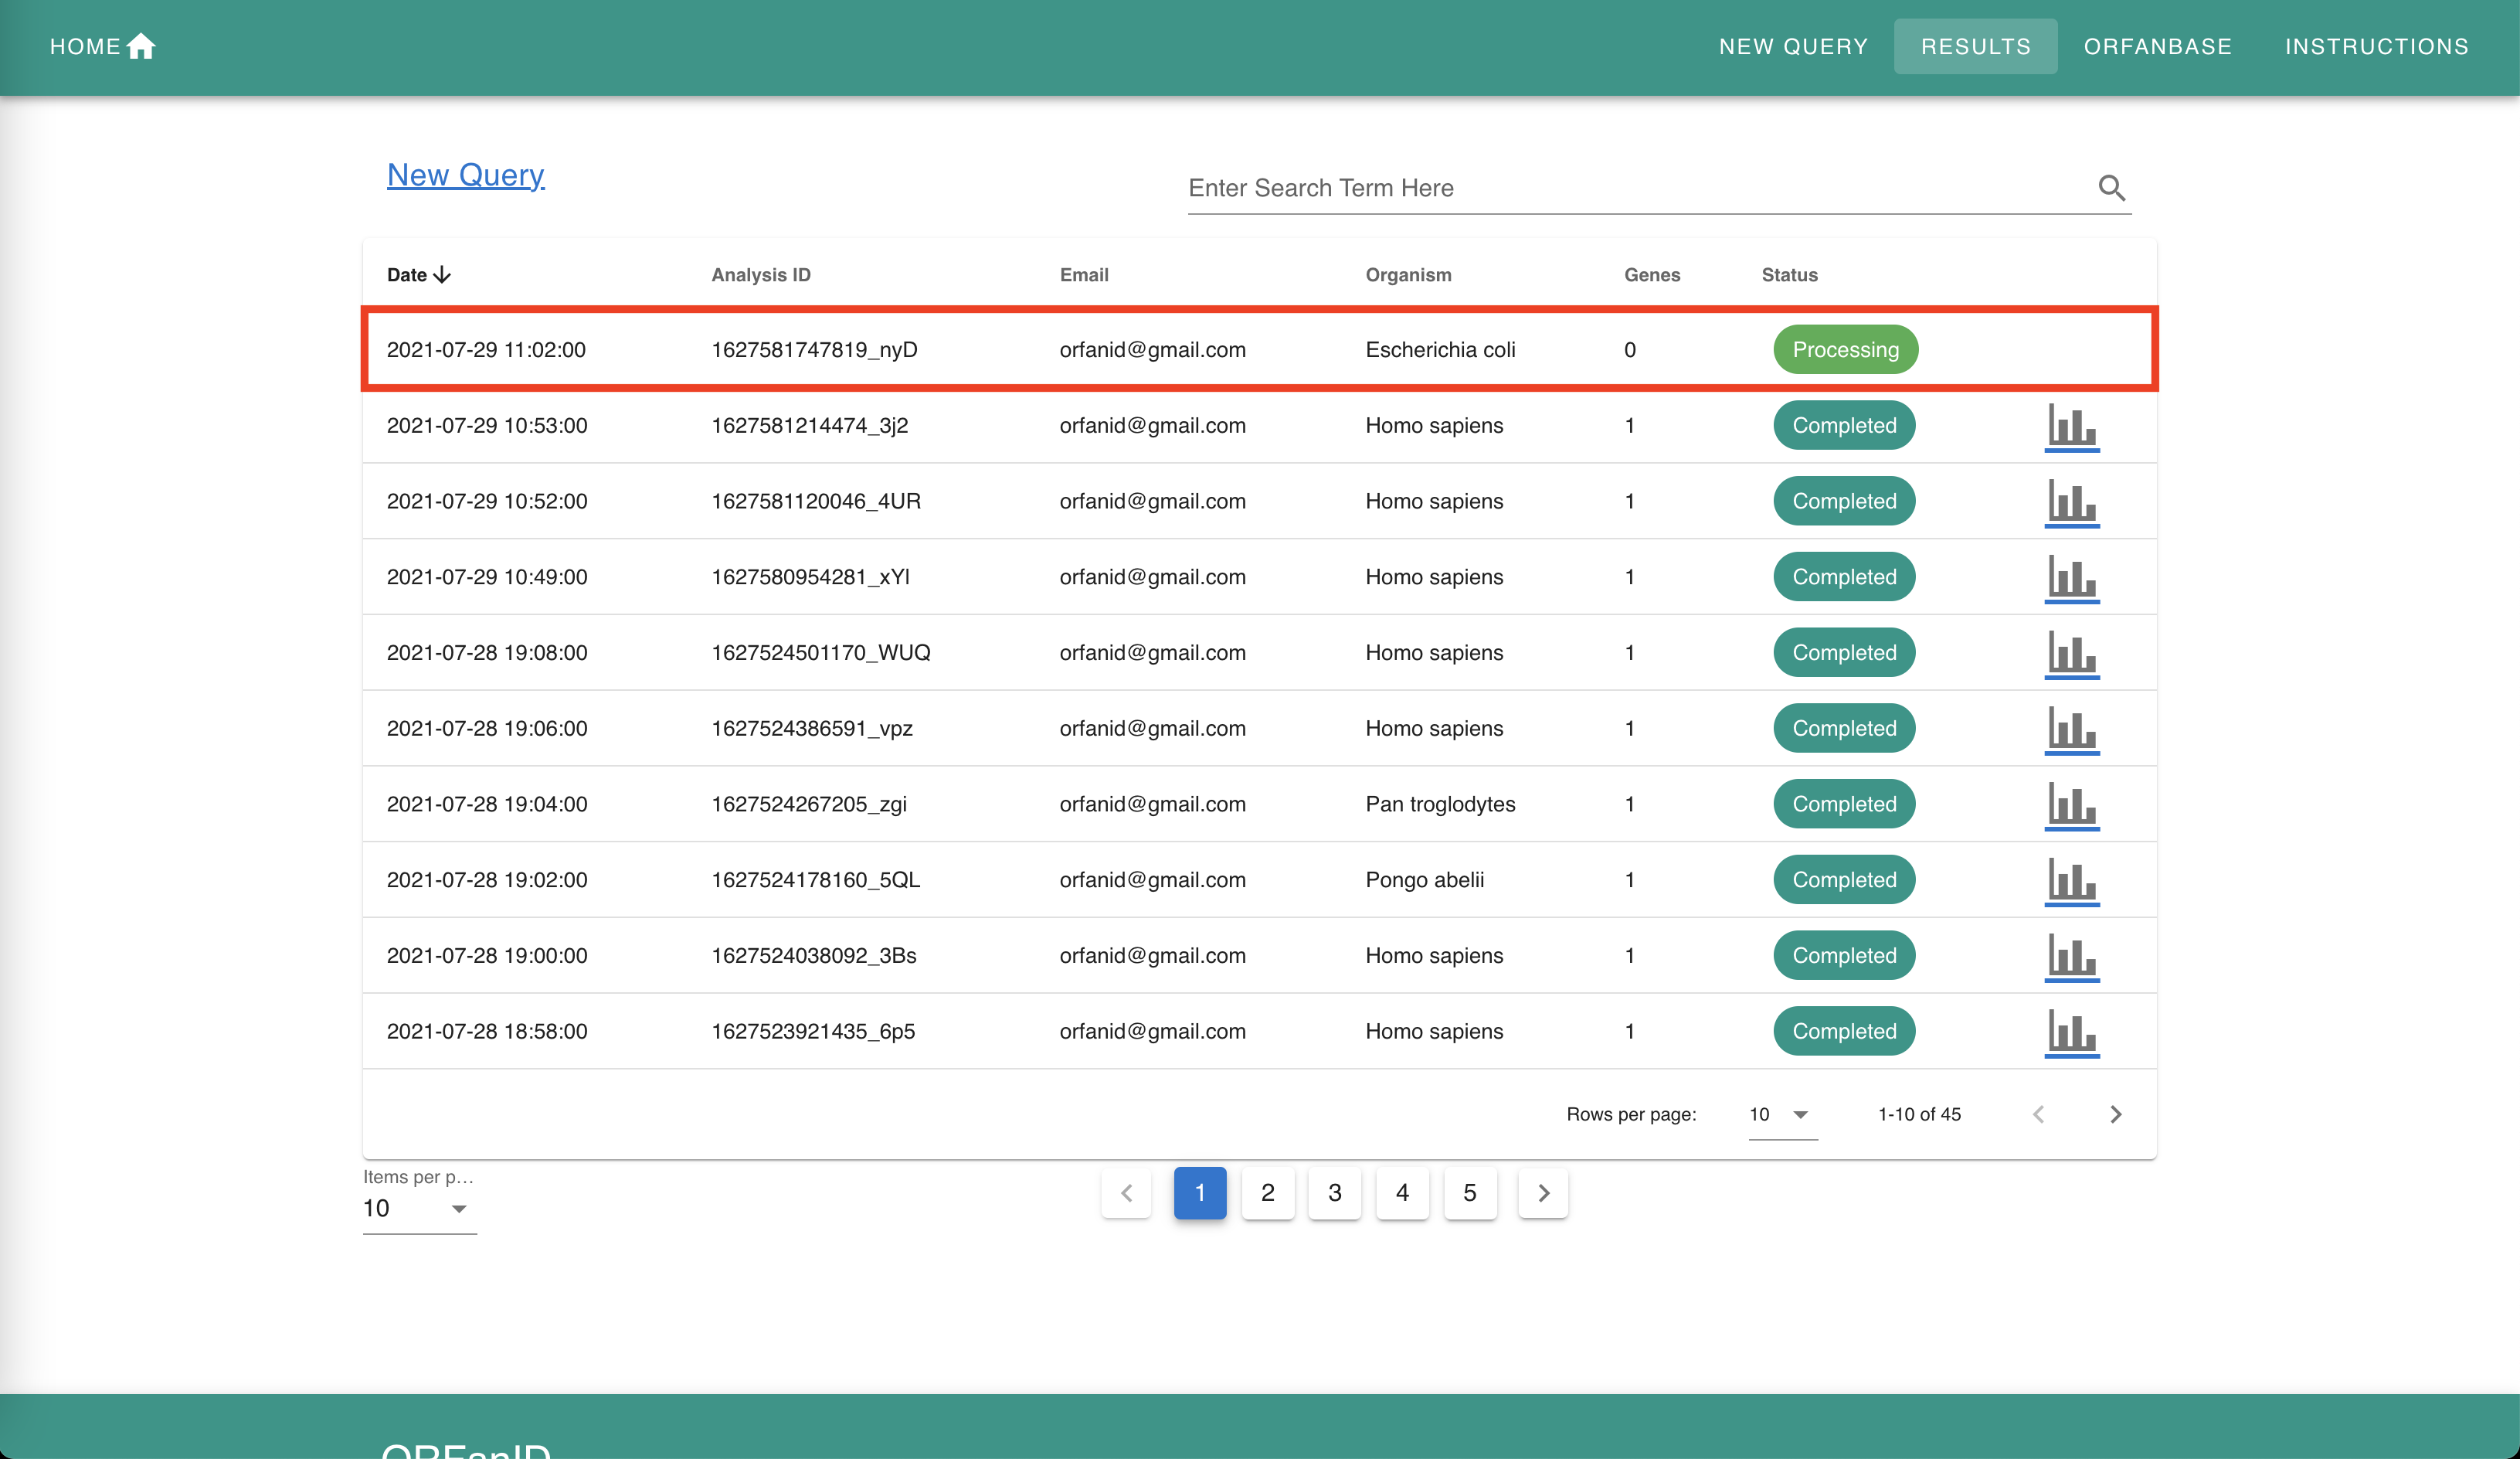 HOME NEW QUERY RESULTS ORFANBASE INSTRUCTIONS
New Query
Enter Search Term Here
Date Analysis ID Email Organism Genes Status
2021-07-29 11:02:00 1627581747819_nyD orfanid@gmail.com Escherichia coli 0 Processing
2021-07-29 10:53:00 1627581214474_3j2 orfanid@gmail.com Homo sapiens 1 Completed
2021-07-29 10:52:00 1627581120046_4UR orfanid@gmail.com Homo sapiens 1 Completed
2021-07-29 10:49:00 1627580954281_xYl orfanid@gmail.com Homo sapiens 1 Completed
2021-07-28 19:08:00 1627524501170_WUQ orfanid@gmail.com Homo sapiens 1 Completed
2021-07-28 19:06:00 1627524386591_vpz orfanid@gmail.com Homo sapiens 1 Completed
2021-07-28 19:04:00 1627524267205_zgi orfanid@gmail.com Pan troglodytes 1 Completed
2021-07-28 19:02:00 1627524178160_5QL orfanid@gmail.com Pongo abelii 1 Completed
2021-07-28 19:00:00 1627524038092_3Bs orfanid@gmail.com Homo sapiens 1 Completed
2021-07-28 18:58:00 1627523921435_6p5 orfanid@gmail.com Homo sapiens 1 Completed
Rows per page: 10 1-10 of 45
Items per p...
10 1 2 3 4 5
ORFanID